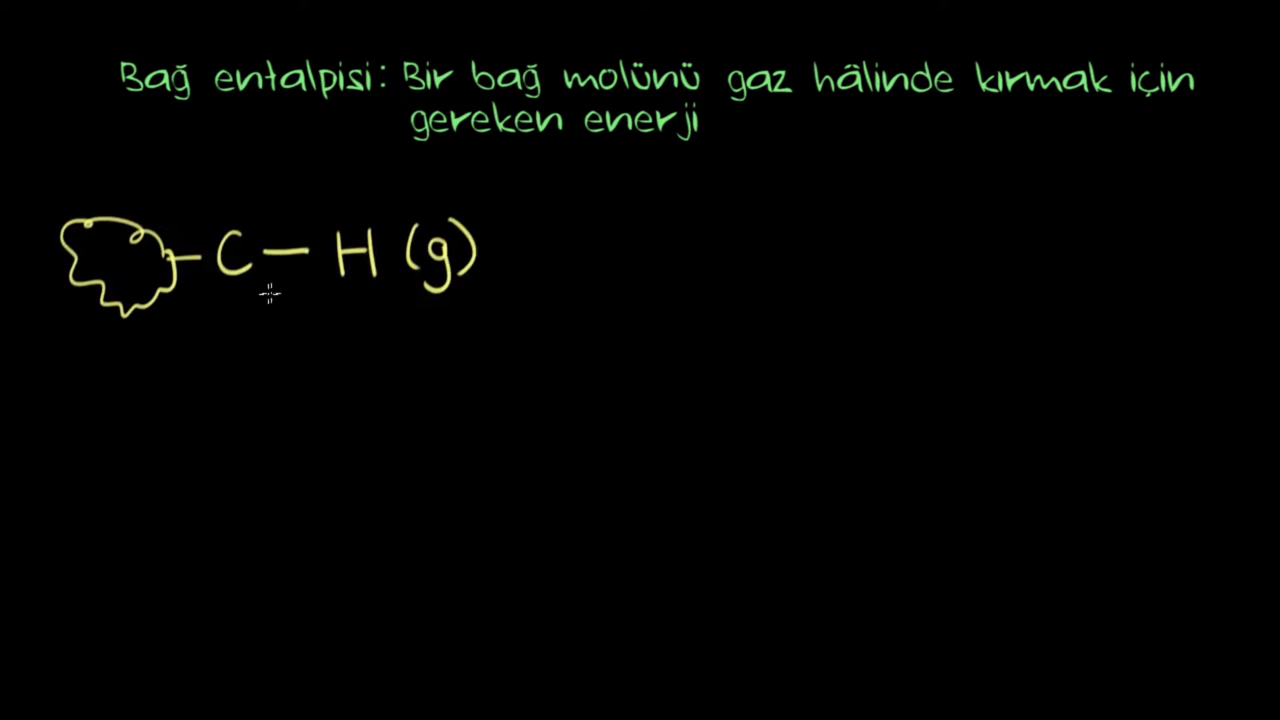 Bağ entalpisi: Bir bağ molünü gaz hâlinde kırmak için
gereken enerji
C — H (g)